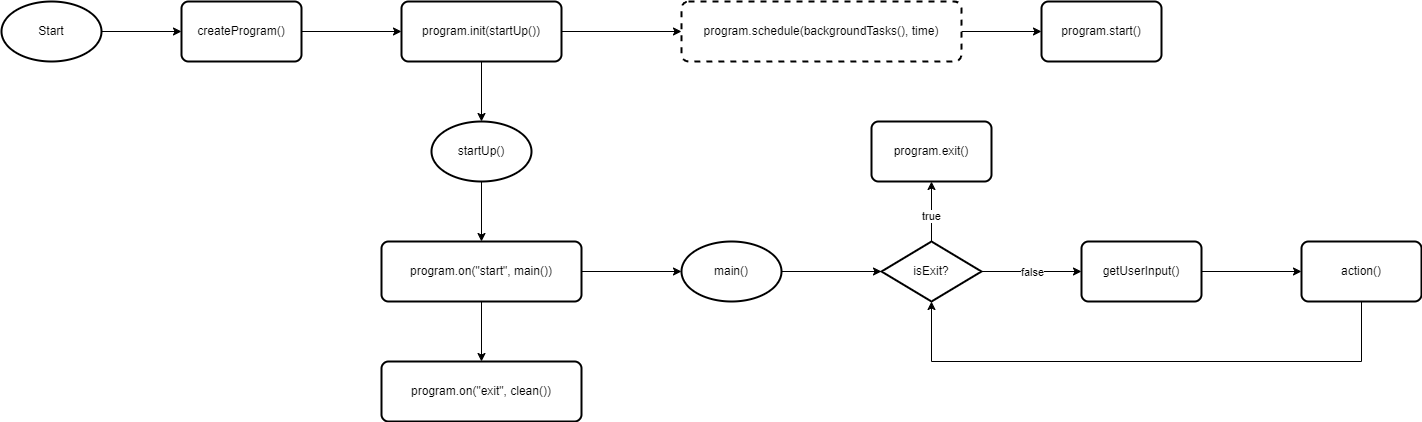 Start
createProgram()
program.init(startUp())
program.schedule(backgroundTasks(), time)
program.start()
startUp()
program.exit()
true
program.on("start", main())
main()
isExit?
false
getUserInput()
action()
program.on("exit", clean())